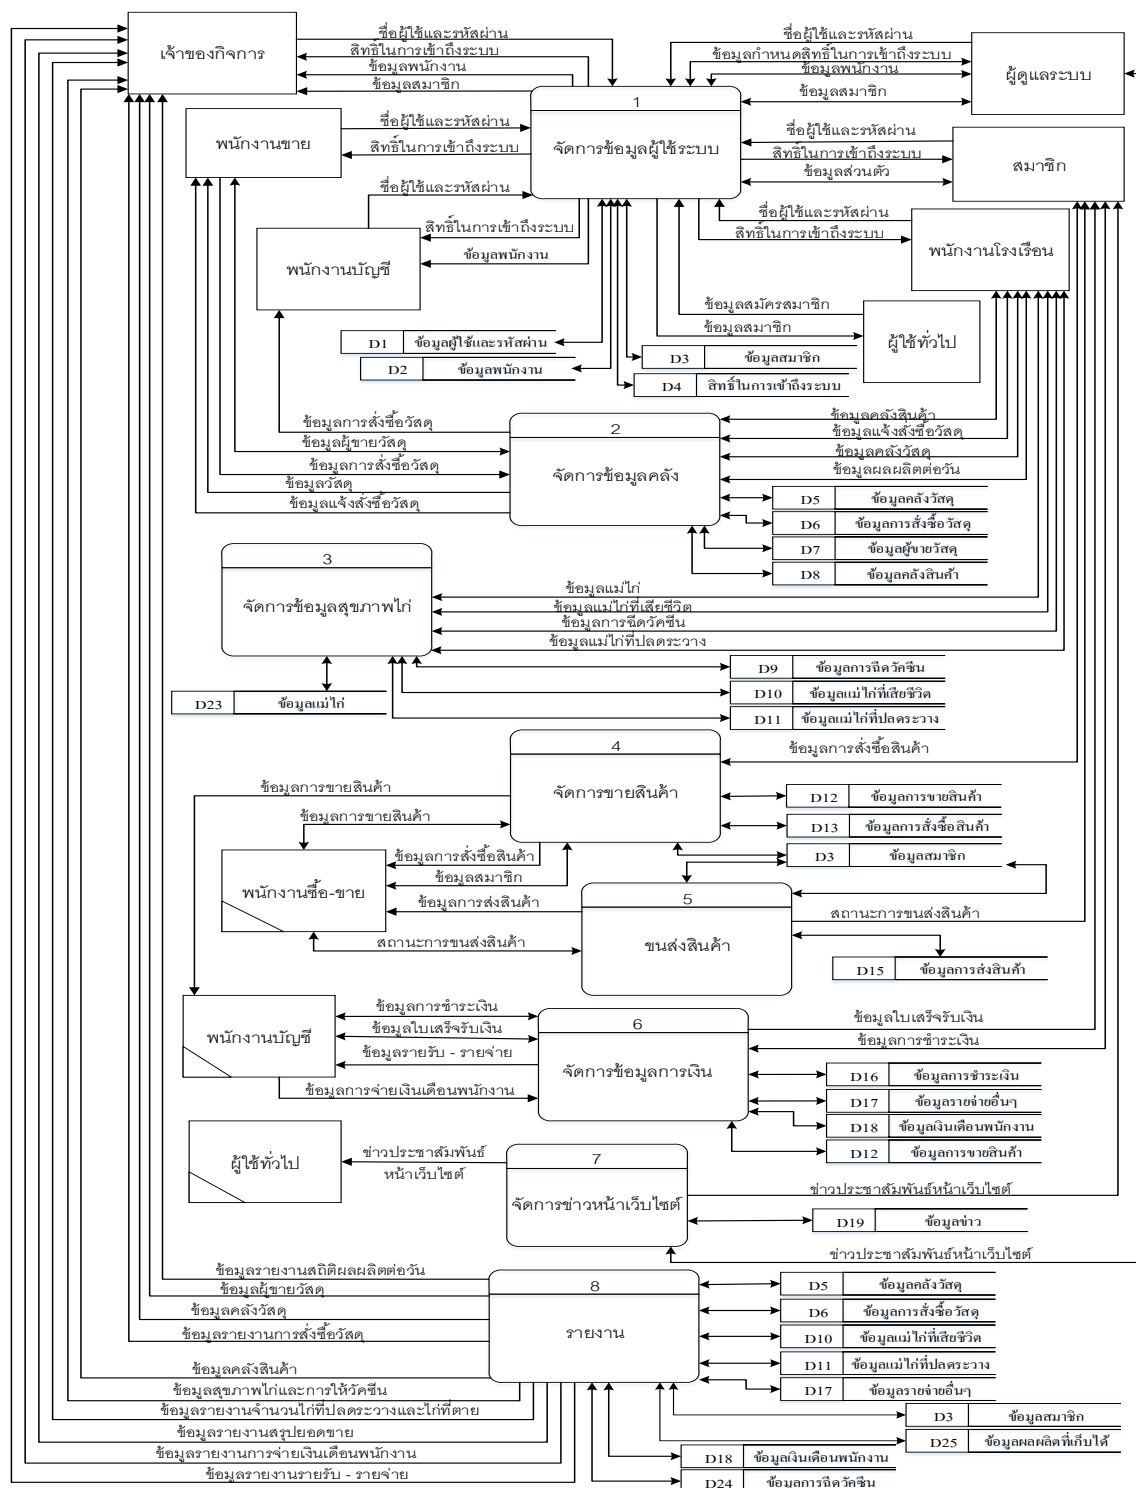 เจ้าของกิจการ
ชื่อผู้ใช้และรหัสผ่าน
สิทธิ์ในการเข้าถึงระบบ
ข้อมูลพนักงาน
ข้อมูลสมาชิก
ชื่อผู้ใช้และรหัสผ่าน
ข้อมูลกำหนดสิทธิ์ในการเข้าถึงระบบ
ข้อมูลพนักงาน
ข้อมูลสมาชิก
ผู้ดูแลระบบ
พนักงานขาย
ชื่อผู้ใช้และรหัสผ่าน
สิทธิ์ในการเข้าถึงระบบ
1
จัดการข้อมูลผู้ใช้ระบบ
ชื่อผู้ใช้และรหัสผ่าน
สิทธิ์ในการเข้าถึงระบบ
ข้อมูลส่วนตัว
สมาชิก
ชื่อผู้ใช้และรหัสผ่าน
สิทธิ์ในการเข้าถึงระบบ
ข้อมูลพนักงาน
พนักงานบัญชี
ชื่อผู้ใช้และรหัสผ่าน
สิทธิ์ในการเข้าถึงระบบ
พนักงานโรงเรือน
ข้อมูลสมัครสมาชิก
ข้อมูลสมาชิก
ผู้ใช้ทั่วไป
D1 ข้อมูลผู้ใช้และรหัสผ่าน
D2 ข้อมูลพนักงาน
D3 ข้อมูลสมาชิก
D4 สิทธิ์ในการเข้าถึงระบบ
ข้อมูลการสั่งซื้อวัสดุ
ข้อมูลผู้ขายวัสดุ
ข้อมูลการสั่งซื้อวัสดุ
ข้อมูลวัสดุ
ข้อมูลแจ้งสั่งซื้อวัสดุ
2
จัดการข้อมูลคลัง
ข้อมูลคลังสินค้า
ข้อมูลแจ้งสั่งซื้อวัสดุ
ข้อมูลคลังวัสดุ
ข้อมูลผลผลิตต่อวัน
D5 ข้อมูลคลังวัสดุ
D6 ข้อมูลการสั่งซื้อวัสดุ
D7 ข้อมูลผู้ขายวัสดุ
D8 ข้อมูลคลังสินค้า
3
จัดการข้อมูลสุขภาพไก่
ข้อมูลแม่ไก่
ข้อมูลแม่ไก่ที่เสียชีวิต
ข้อมูลการฉีดวัคซีน
ข้อมูลแม่ไก่ที่ปลดระวาง
D9 ข้อมูลการฉีดวัคซีน
D10 ข้อมูลแม่ไก่ที่เสียชีวิต
D11 ข้อมูลแม่ไก่ที่ปลดระวาง
D23 ข้อมูลแม่ไก่
4
จัดการขายสินค้า
ข้อมูลการสั่งซื้อสินค้า
ข้อมูลการขายสินค้า
ข้อมูลการขายสินค้า
ข้อมูลการสั่งซื้อสินค้า
ข้อมูลสมาชิก
D12 ข้อมูลการขายสินค้า
D13 ข้อมูลการสั่งซื้อสินค้า
D3 ข้อมูลสมาชิก
พนักงานซื้อ-ขาย
ข้อมูลการส่งสินค้า
สถานะการขนส่งสินค้า
5
ขนส่งสินค้า
สถานะการขนส่งสินค้า
D15 ข้อมูลการส่งสินค้า
พนักงานบัญชี
ข้อมูลการชำระเงิน
ข้อมูลใบเสร็จรับเงิน
ข้อมูลรายรับ - รายจ่าย
ข้อมูลการจ่ายเงินเดือนพนักงาน
6
จัดการข้อมูลการเงิน
ข้อมูลใบเสร็จรับเงิน
ข้อมูลการชำระเงิน
D16 ข้อมูลการชำระเงิน
D17 ข้อมูลรายจ่ายอื่นๆ
D18 ข้อมูลเงินเดือนพนักงาน
D12 ข้อมูลการขายสินค้า
ผู้ใช้ทั่วไป
ข่าวประชาสัมพันธ์
หน้าเว็บไซต์
7
จัดการข่าวหน้าเว็บไซต์
ข่าวประชาสัมพันธ์หน้าเว็บไซต์
D19 ข้อมูลข่าว
ข่าวประชาสัมพันธ์หน้าเว็บไซต์
8
รายงาน
ข้อมูลรายงานสถิติผลผลิตต่อวัน
ข้อมูลผู้ขายวัสดุ
ข้อมูลคลังวัสดุ
ข้อมูลรายงานการสั่งซื้อวัสดุ
ข้อมูลคลังสินค้า
ข้อมูลสุขภาพไก่และการให้วัคซีน
ข้อมูลรายงานจำนวนไก่ที่ปลดระวางและไก่ที่ตาย
ข้อมูลรายงานสรุปยอดขาย
ข้อมูลรายงานการจ่ายเงินเดือนพนักงาน
ข้อมูลรายงานรายรับ - รายจ่าย
D5 ข้อมูลคลังวัสดุ
D6 ข้อมูลการสั่งซื้อวัสดุ
D10 ข้อมูลแม่ไก่ที่เสียชีวิต
D11 ข้อมูลแม่ไก่ที่ปลดระวาง
D17 ข้อมูลรายจ่ายอื่นๆ
D3 ข้อมูลสมาชิก
D25 ข้อมูลผลผลิตที่เก็บได้
D18 ข้อมูลเงินเดือนพนักงาน
D24 ข้อมูลการฉีดวัคซีน